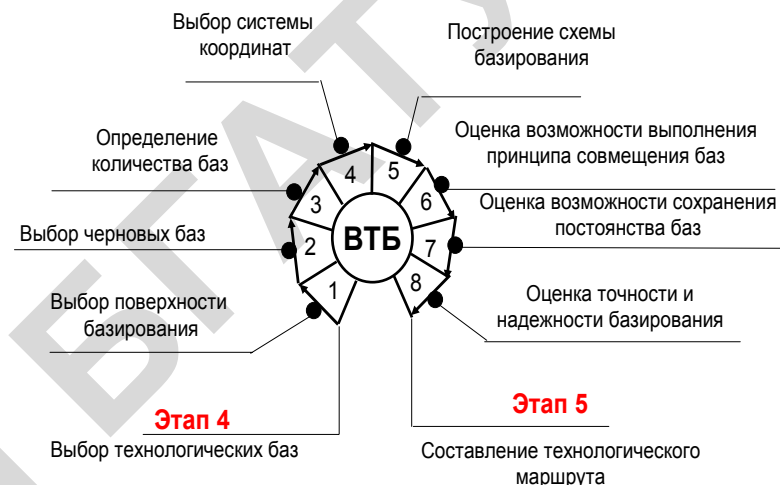 Выбор системы
координат
Построение схемы
базирования
Определение
количества баз
Оценка возможности выполнения
принципа совмещения баз
4
5
3
6
Оценка возможности сохранения
постоянства баз
Выбор черновых баз
2
ВТБ
7
1
8
Выбор поверхности
базирования
Оценка точности и
надежности базирования
Этап 4
Этап 5
Выбор технологических баз
Составление технологического
маршрута
БГАТУ